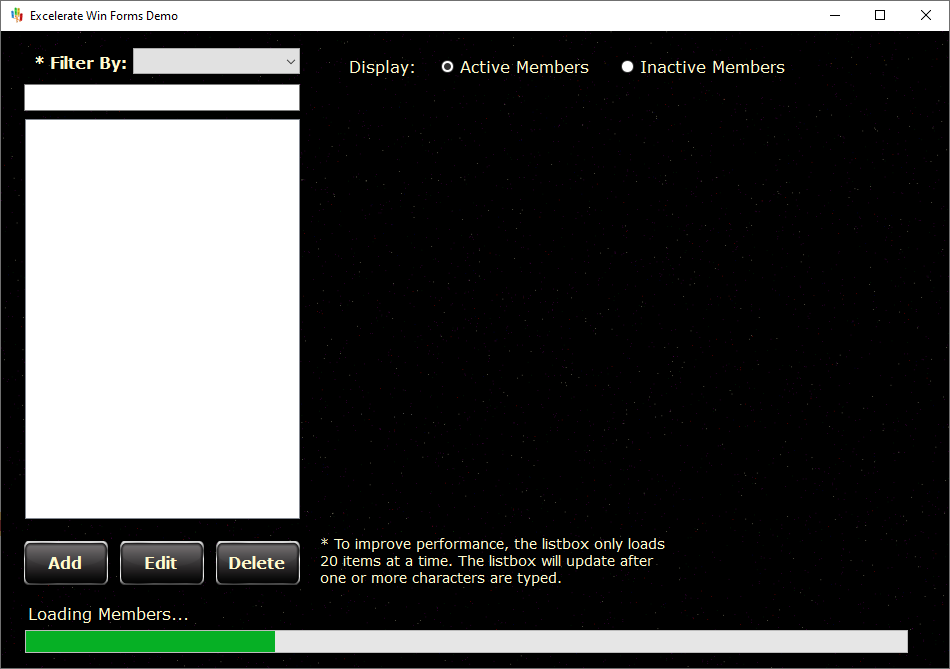 Excelerate Win Forms Demo
* Filter By:
Display: Active Members Inactive Members
Add Edit Delete
* To improve performance, the listbox only loads
20 items at a time. The listbox will update after
one or more characters are typed.
Loading Members...